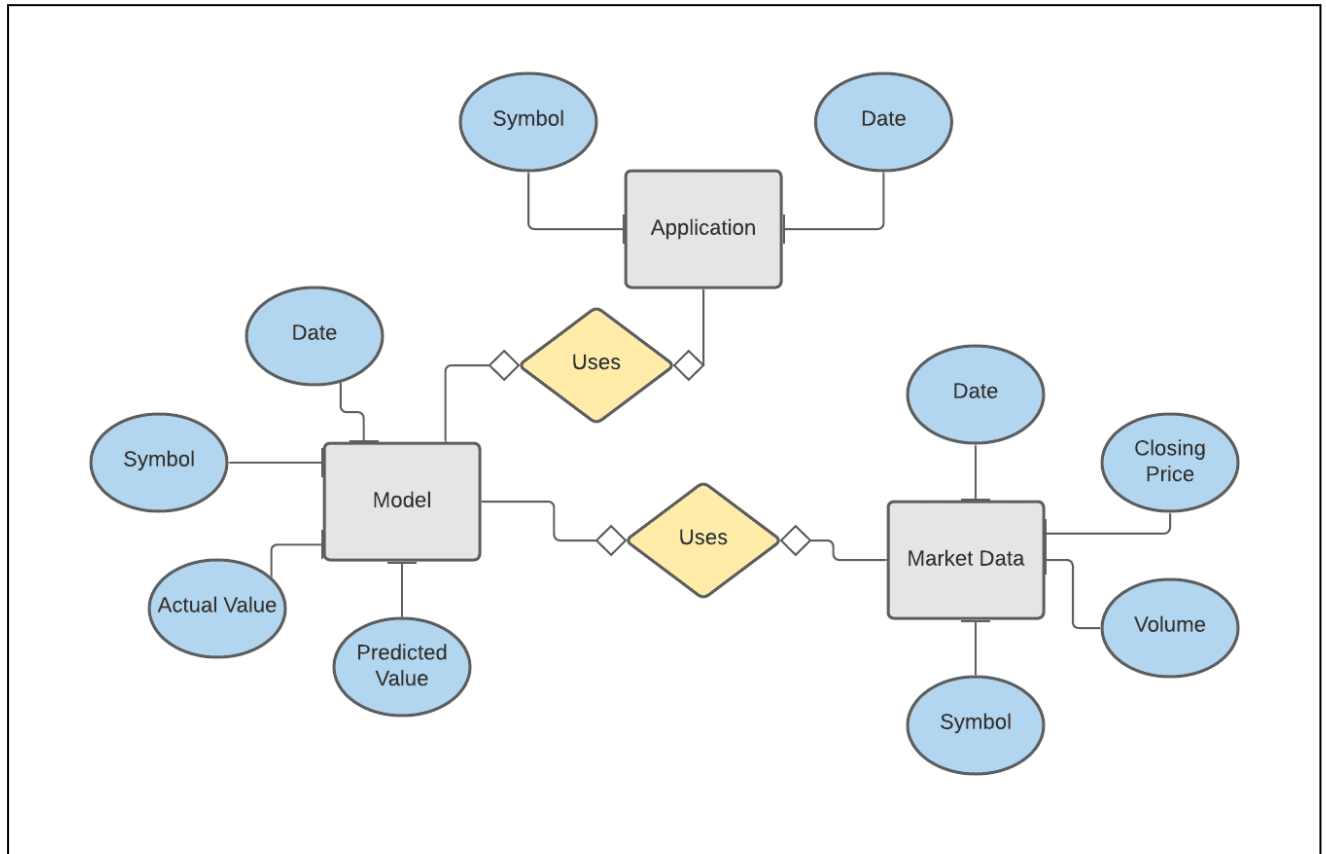 Symbol
Date
Application
Date
Uses
Date
Symbol
Closing
Price
Model
Uses
Market Data
Actual Value
Volume
Predicted
Value
Symbol